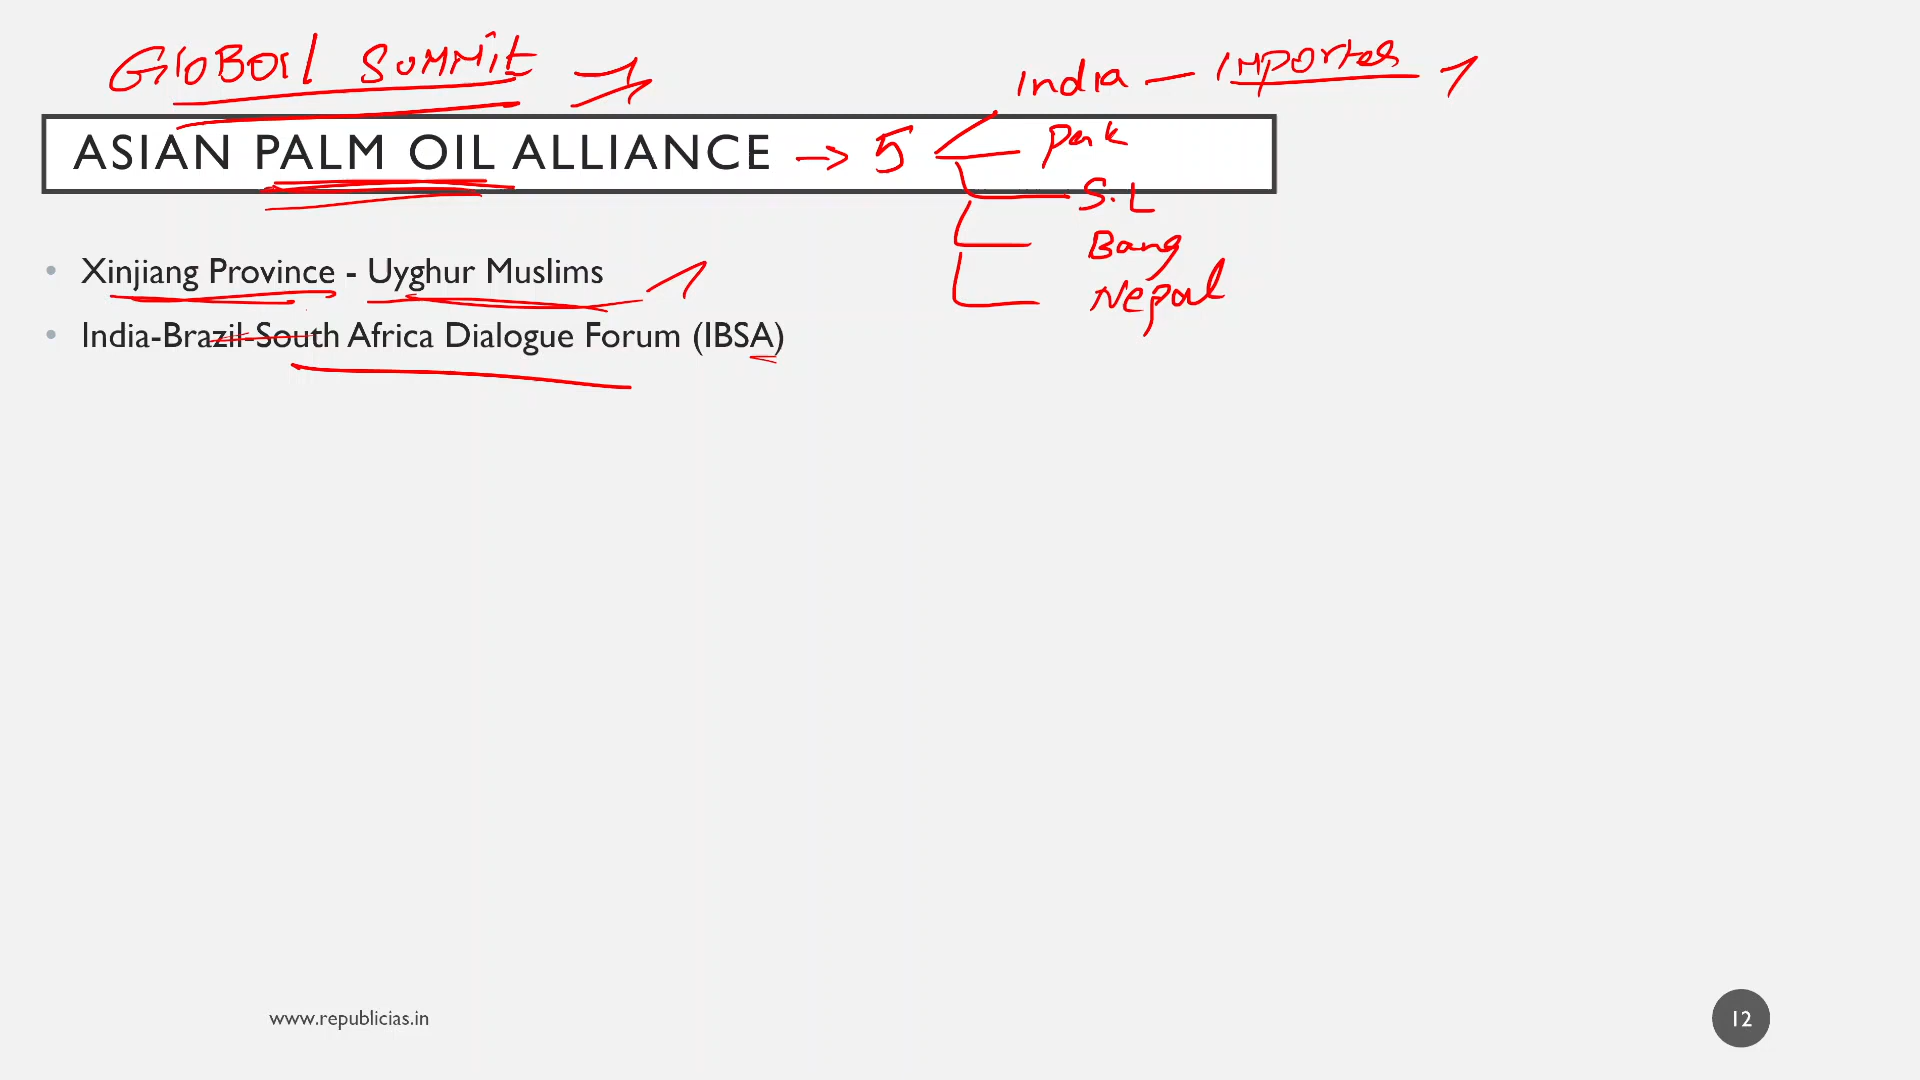 GloBOil SUMMit
India — Importer
ASIAN PALM OIL ALLIANCE → 5
Pak
S.L
Bang
Nepal
• Xinjiang Province - Uyghur Muslims
• India-Brazil-South Africa Dialogue Forum (IBSA)
www.republicias.in
12